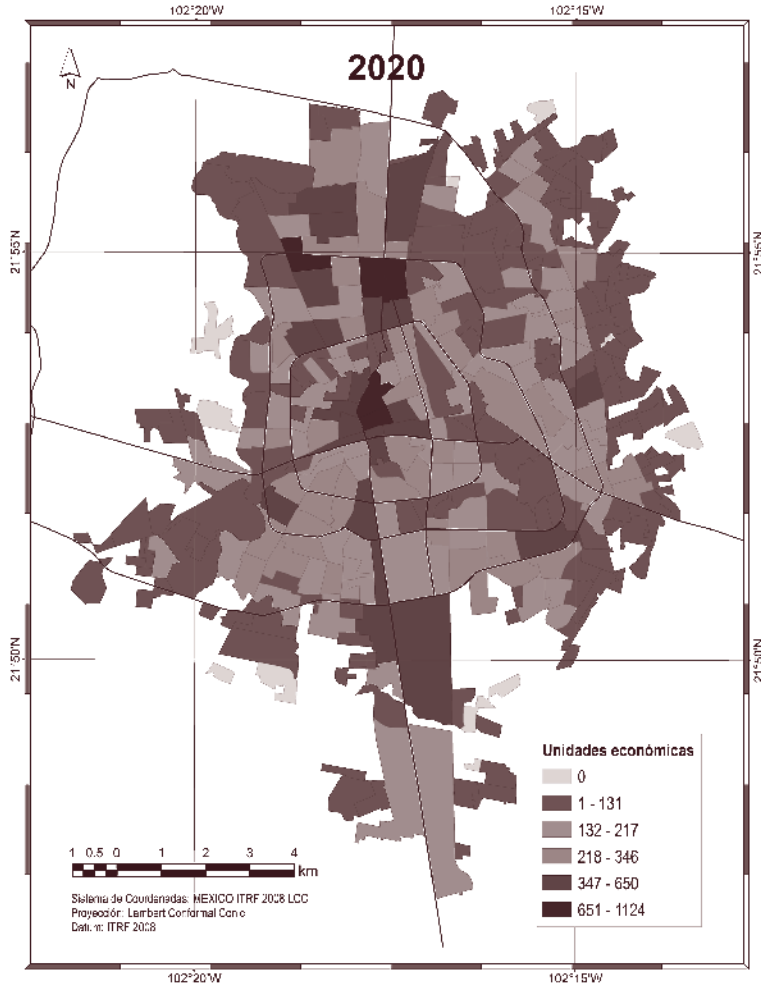 102°20'W 102°15'W
N
2020
21°55'N 21°55'N
21°50'N 21°50'N
Unidades económicas
0
1 - 131
132 - 217
218 - 346
347 - 650
651 - 1124
1 0.5 0 1 2 3 4
km
Sistema de Coordenadas: MEXICO ITRF 2008 LCC
Proyección: Lambert Conformal Conic
Datum: ITRF 2008
102°20'W 102°15'W